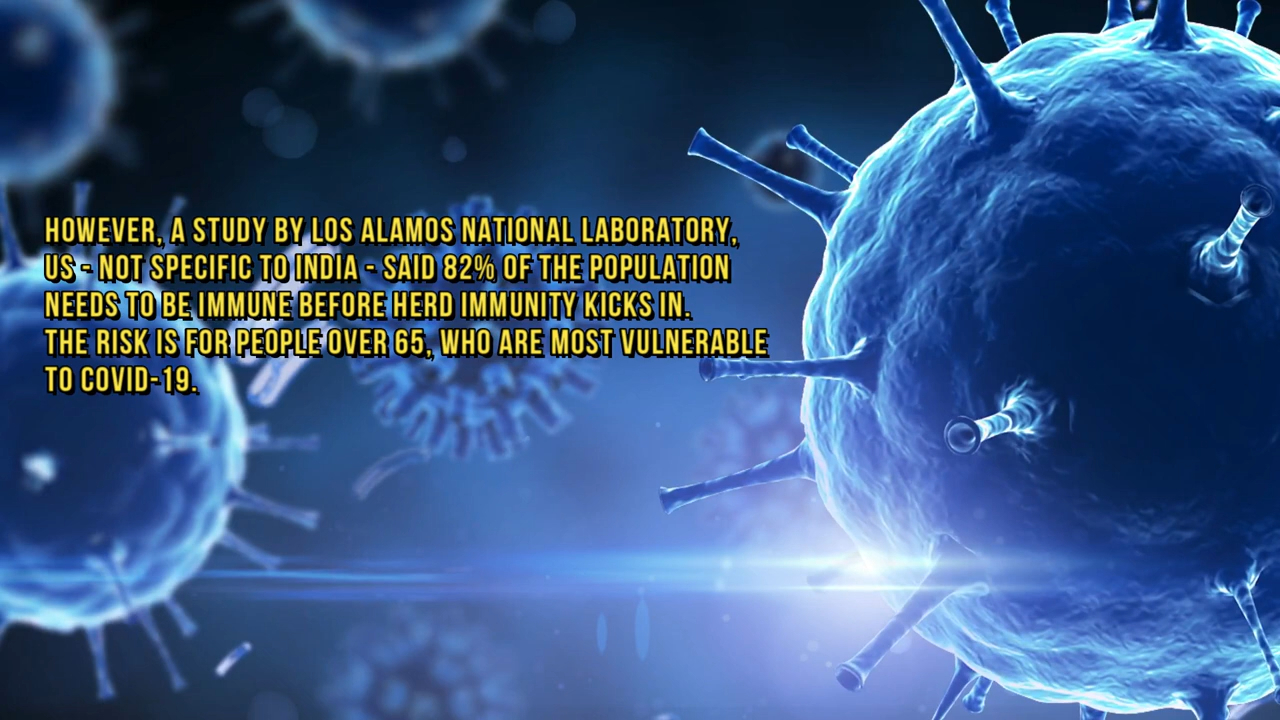 HOWEVER, A STUDY BY LOS ALAMOS NATIONAL LABORATORY,
US - NOT SPECIFIC TO INDIA - SAID 82% OF THE POPULATION
NEEDS TO BE IMMUNE BEFORE HERD IMMUNITY KICKS IN.
THE RISK IS FOR PEOPLE OVER 65, WHO ARE MOST VULNERABLE
TO COVID-19.